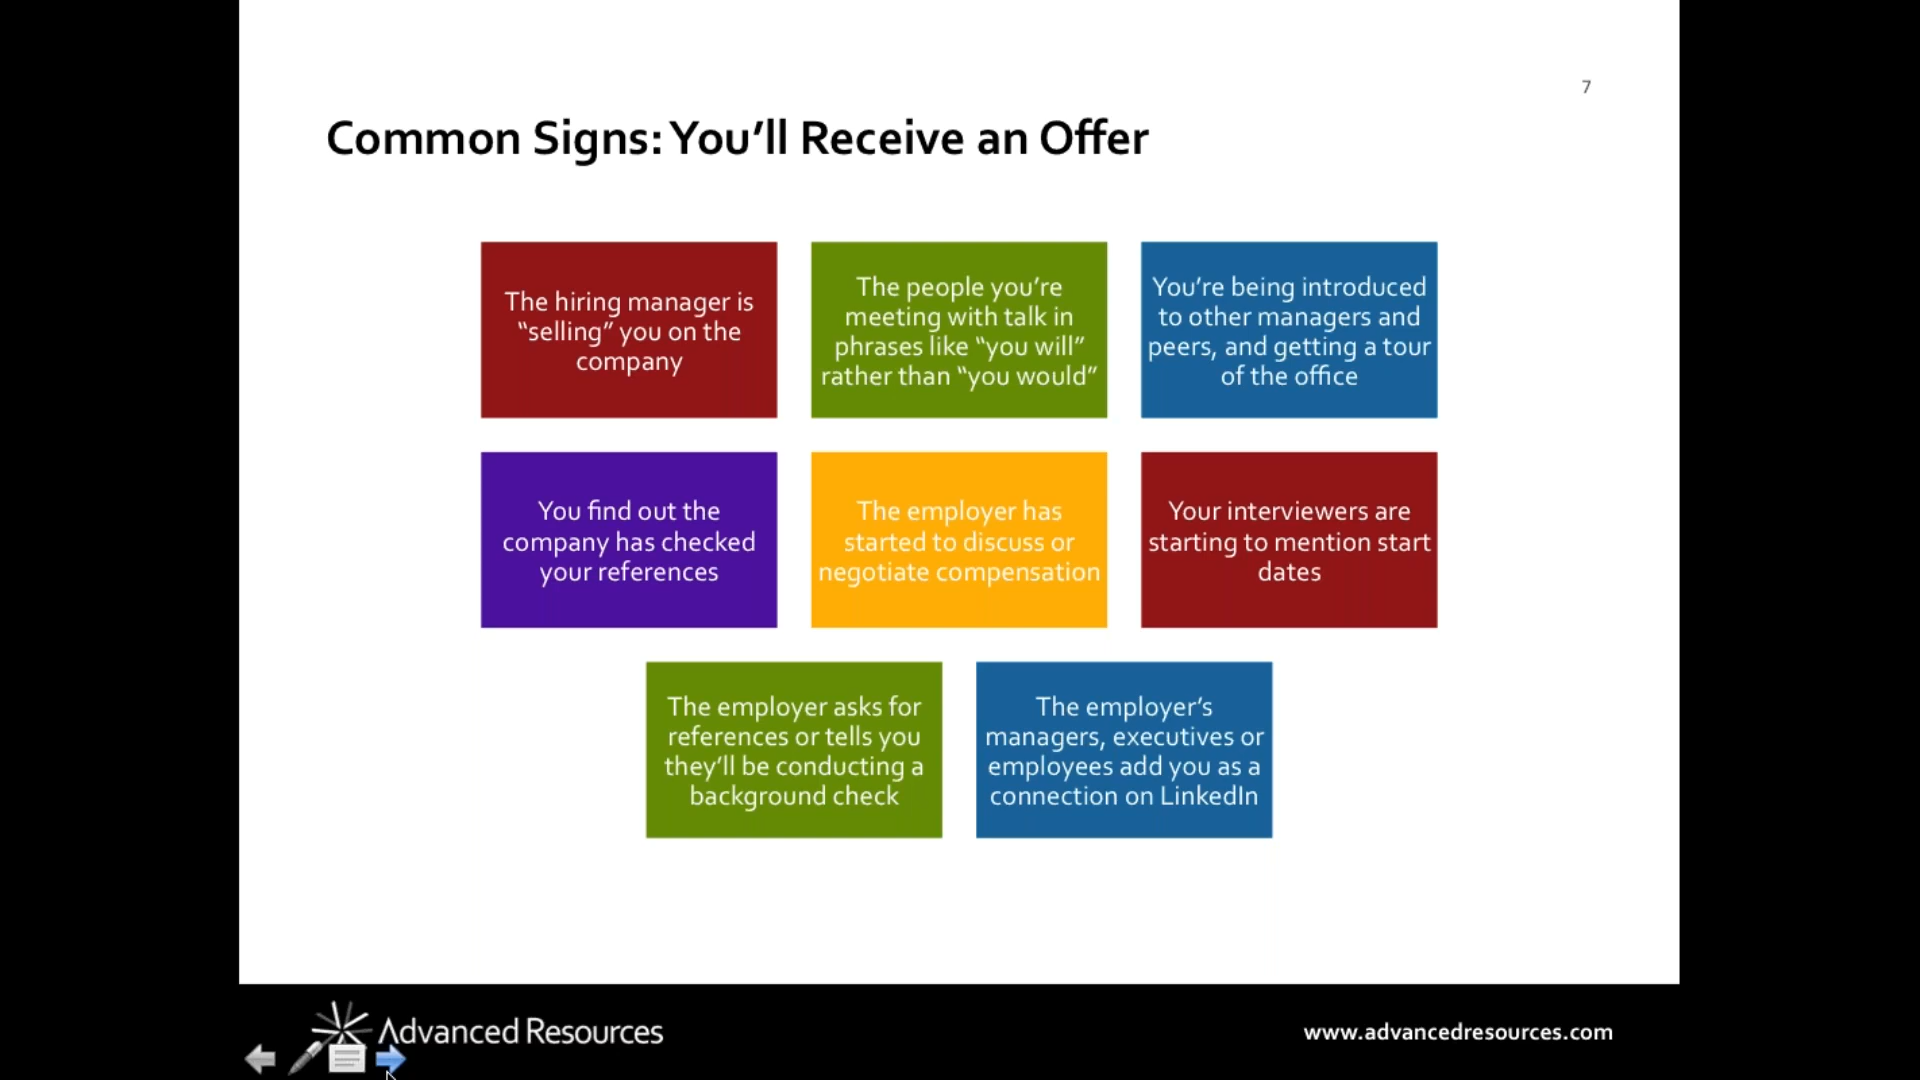 7
Common Signs: You’ll Receive an Offer
The hiring manager is
“selling” you on the
company
The people you’re
meeting with talk in
phrases like “you will”
rather than “you would”
You’re being introduced
to other managers and
peers, and getting a tour
of the office
You find out the
company has checked
your references
The employer has
started to discuss or
negotiate compensation
Your interviewers are
starting to mention start
dates
The employer asks for
references or tells you
they’ll be conducting a
background check
The employer’s
managers, executives or
employees add you as a
connection on LinkedIn
Advanced Resources
www.advancedresources.com